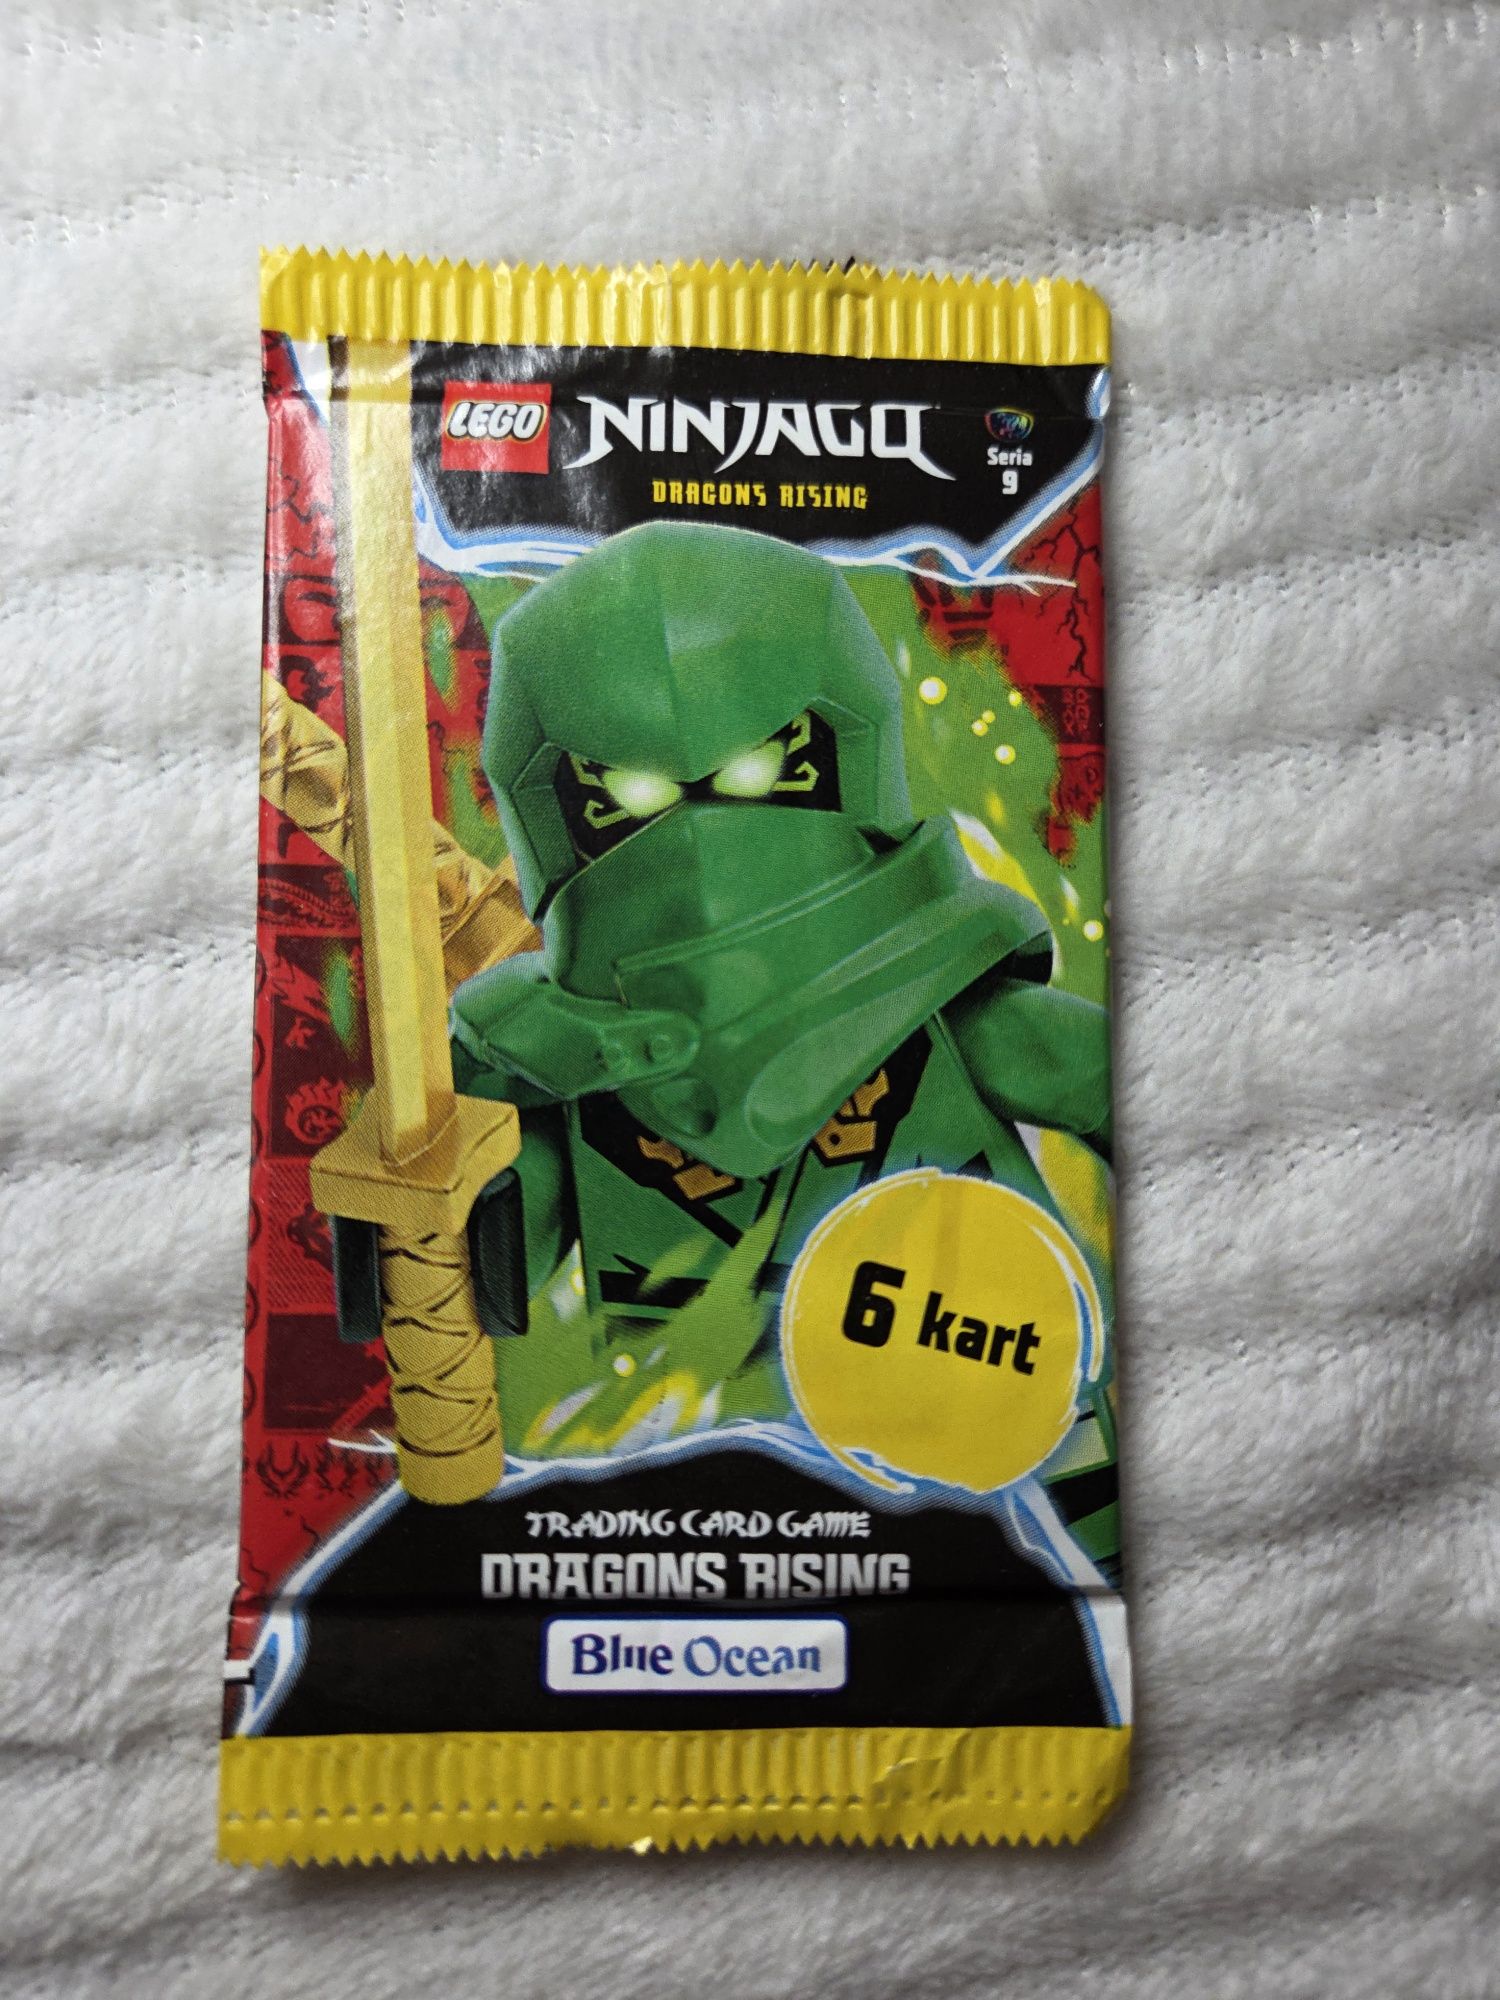 LEGO NINJAGO
DRAGONS RISING
Seria
9
6 kart
TRADING CARD GAME
DRAGONS RISING
Blue Ocean